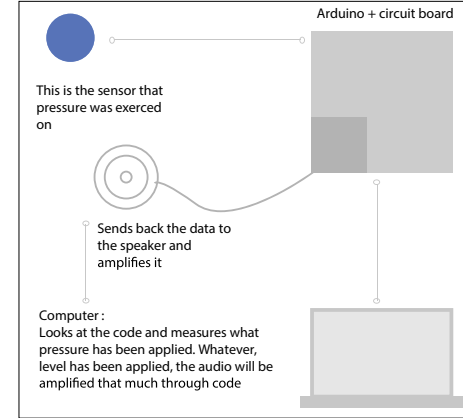 Arduino + circuit board
This is the sensor that
pressure was exerced
on
Sends back the data to
the speaker and
amplifies it
Computer :
Looks at the code and measures what
pressure has been applied. Whatever,
level has been applied, the audio will be
amplified that much through code